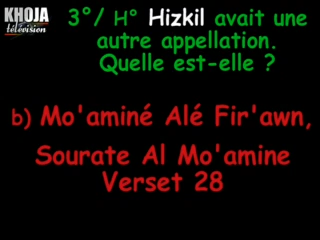 KHOJA
télévision
3°/ H° Hizkil avait une
autre appellation.
Quelle est-elle ?
b) Mo'aminé Alé Fir'awn,
Sourate Al Mo'amine
Verset 28